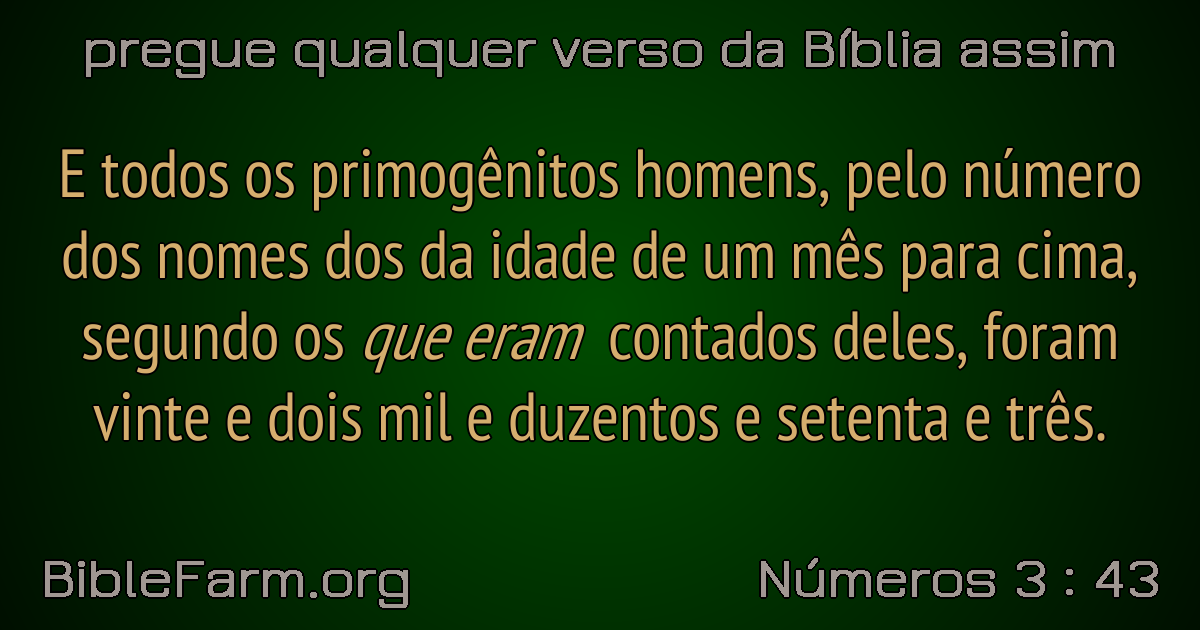 pregue qualquer verso da Bíblia assim
E todos os primogênitos homens, pelo número
dos nomes dos da idade de um mês para cima,
segundo os que eram contados deles, foram
vinte e dois mil e duzentos e setenta e três.
BibleFarm.org
Números 3 : 43